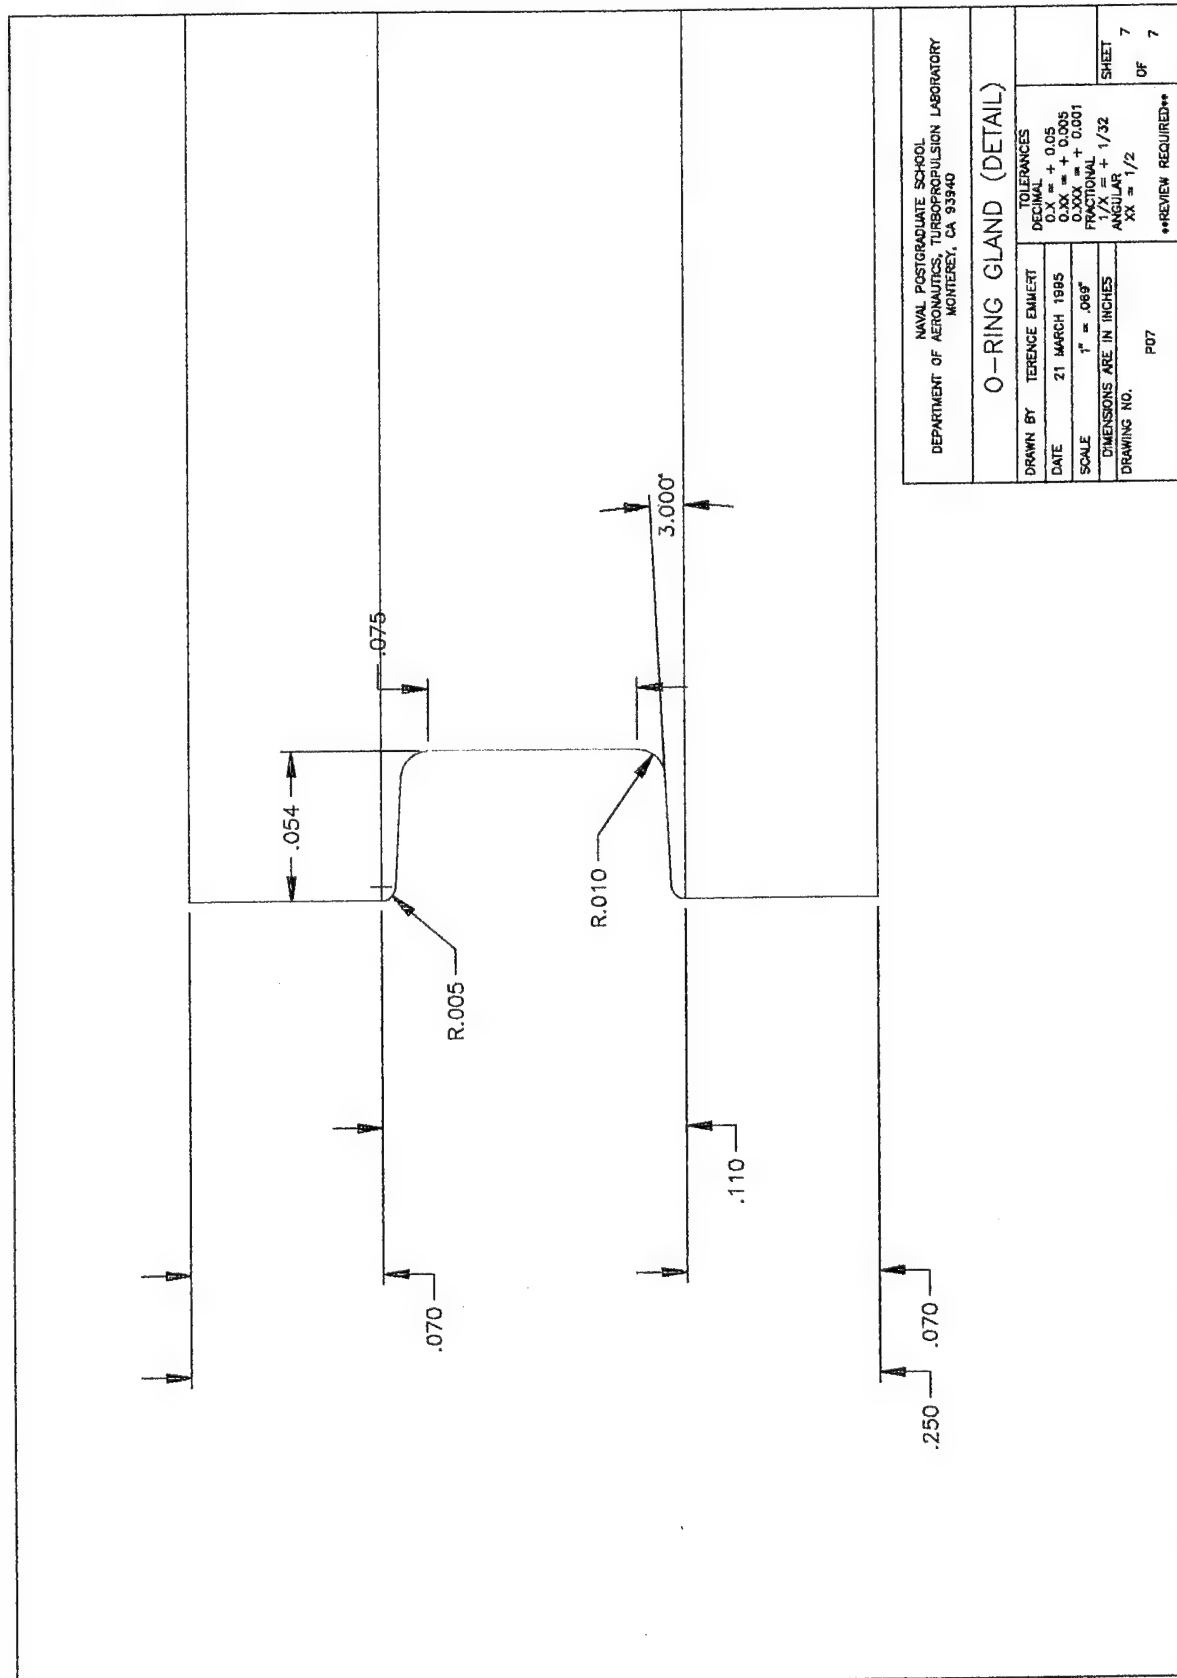 .075
.054
3.000°
R.010
R.005
.110
.070
.070
.250
NAVAL POSTGRADUATE SCHOOL
DEPARTMENT OF AERONAUTICS, TURBOPROPULSION LABORATORY
MONTEREY, CA 93940
O-RING GLAND (DETAIL)
DRAWN BY TERENCE EMMERT
DATE 21 MARCH 1995
SCALE 1" = .069"
DIMENSIONS ARE IN INCHES
DRAWING NO.
P07
TOLERANCES
DECIMAL
0.X = + 0.05
0.XX = + 0.005
0.XXX = + 0.001
FRACTIONAL
1/X = + 1/32
ANGULAR
XX = 1/2
**REVIEW REQUIRED**
SHEET 7
OF 7